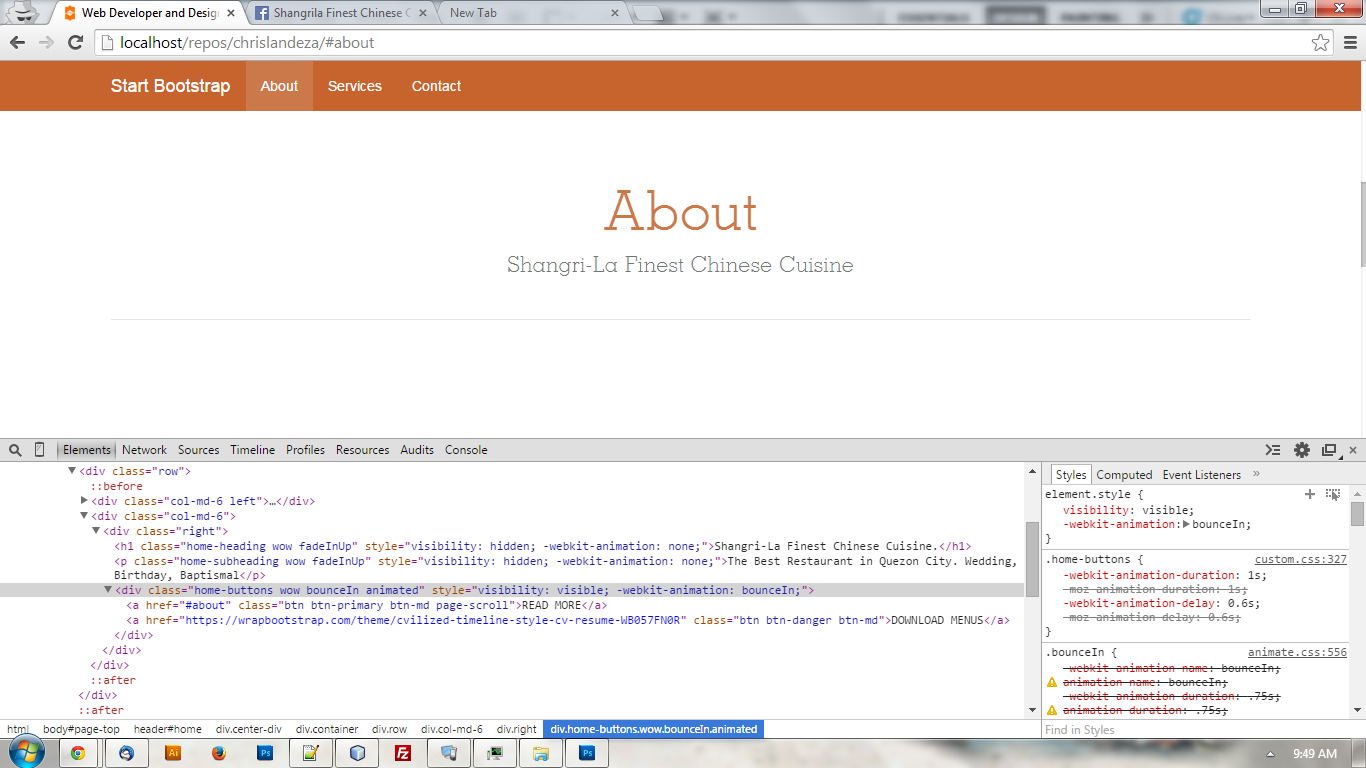 Web Developer and Desig
Shangrila Finest Chinese C
New Tab
localhost/repos/chrislandeza/#about
Start Bootstrap
About
Services
Contact
About
Shangri-La Finest Chinese Cuisine
Elements Network Sources Timeline Profiles Resources Audits Console
▼<div class="row">
::before
▶<div class="col-md-6 left">…</div>
▼<div class="col-md-6">
▼<div class="right">
<h1 class="home-heading wow fadeInUp" style="visibility: hidden; -webkit-animation: none;">Shangri-La Finest Chinese Cuisine.</h1>
<p class="home-subheading wow fadeInUp" style="visibility: hidden; -webkit-animation: none;">The Best Restaurant in Quezon City. Wedding,
Birthday, Baptismal</p>
▼<div class="home-buttons wow bounceIn animated" style="visibility: visible; -webkit-animation: bounceIn;">
<a href="#about" class="btn btn-primary btn-md page-scroll">READ MORE</a>
<a href="https://wrapbootstrap.com/theme/cvilized-timeline-style-cv-resume-WB057FN0R" class="btn btn-danger btn-md">DOWNLOAD MENUS</a>
</div>
</div>
</div>
::after
</div>
::after
html body#page-top header#home div.center-div div.container div.row div.col-md-6 div.right div.home-buttons.wow.bounceIn.animated
Styles Computed Event Listeners »
element.style {
visibility: visible;
-webkit-animation:▶bounceIn;
}
.home-buttons { custom.css:327
-webkit-animation-duration: 1s;
-moz-animation-duration: 1s;
-webkit-animation-delay: 0.6s;
-moz-animation-delay: 0.6s;
}
.bounceIn { animate.css:556
-webkit-animation-name: bounceIn;
animation-name: bounceIn;
-webkit-animation-duration: .75s;
animation-duration: .75s;
Find in Styles
Ai
Ps
Fz
Ps
9:49 AM